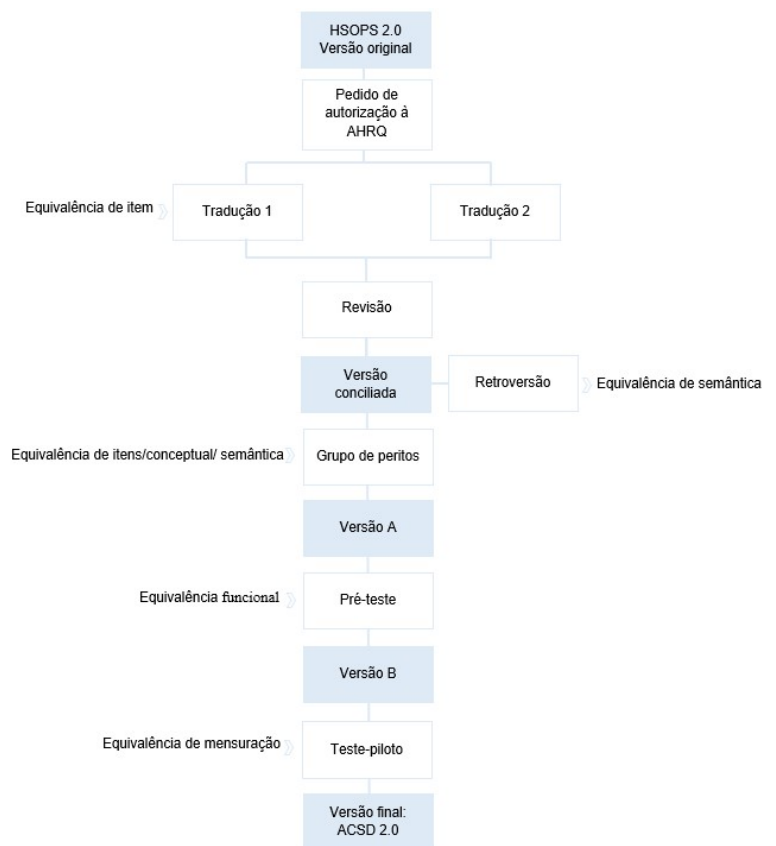 HSOPS 2.0
Versão original
Pedido de
autorização à
AHRQ
Equivalência de item
Tradução 1
Tradução 2
Revisão
Versão
conciliada
Retroversão
Equivalência de semântica
Equivalência de itens/conceptual/ semântica
Grupo de peritos
Versão A
Equivalência funcional
Pré-teste
Versão B
Equivalência de mensuração
Teste-piloto
Versão final:
ACSD 2.0